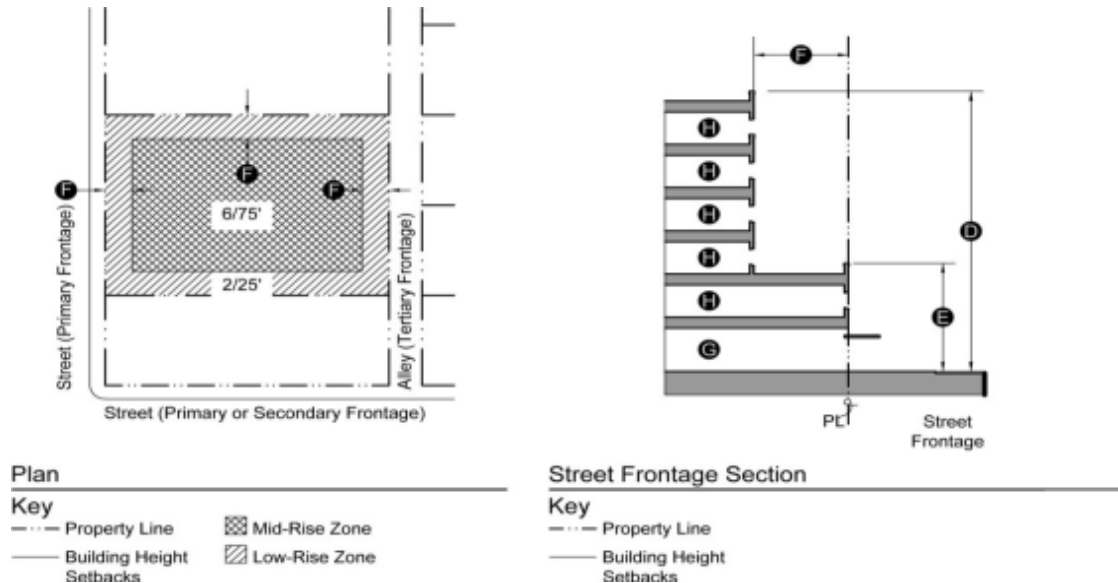 F
F
F
6/75'
2/25'
Street (Primary Frontage)
Alley (Tertiary Frontage)
Street (Primary or Secondary Frontage)
Plan
Key
Property Line
Mid-Rise Zone
Building Height
Setbacks
Low-Rise Zone
F
H
H
H
H
H
G
D
E
PL
Street
Frontage
Street Frontage Section
Key
Property Line
Building Height
Setbacks